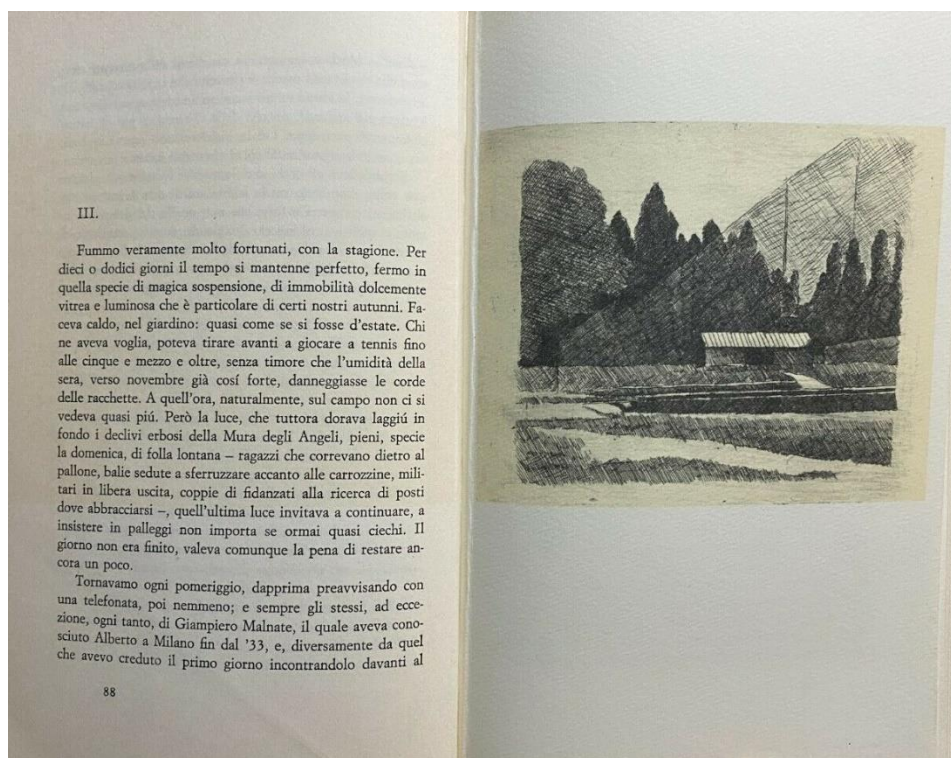 III.
Fummo veramente molto fortunati, con la stagione. Per
dieci o dodici giorni il tempo si mantenne perfetto, fermo in
quella specie di magica sospensione, di immobilità dolcemente
vitrea e luminosa che è particolare di certi nostri autunni. Fa-
ceva caldo, nel giardino: quasi come se si fosse d'estate. Chi
ne aveva voglia, poteva tirare avanti a giocare a tennis fino
alle cinque e mezzo e oltre, senza timore che l'umidità della
sera, verso novembre già cosí forte, danneggiasse le corde
delle racchette. A quell'ora, naturalmente, sul campo non ci si
vedeva quasi piú. Però la luce, che tuttora dorava laggiú in
fondo i declivi erbosi della Mura degli Angeli, pieni, specie
la domenica, di folla lontana – ragazzi che correvano dietro al
pallone, balie sedute a sferruzzare accanto alle carrozzine, mili-
tari in libera uscita, coppie di fidanzati alla ricerca di posti
dove abbracciarsi –, quell'ultima luce invitava a continuare, a
insistere in palleggi non importa se ormai quasi ciechi. Il
giorno non era finito, valeva comunque la pena di restare an-
cora un poco.
Tornavamo ogni pomeriggio, dapprima preavvisando con
una telefonata, poi nemmeno; e sempre gli stessi, ad ecce-
zione, ogni tanto, di Giampiero Malnate, il quale aveva cono-
sciuto Alberto a Milano fin dal '33, e, diversamente da quel
che avevo creduto il primo giorno incontrandolo davanti al
88